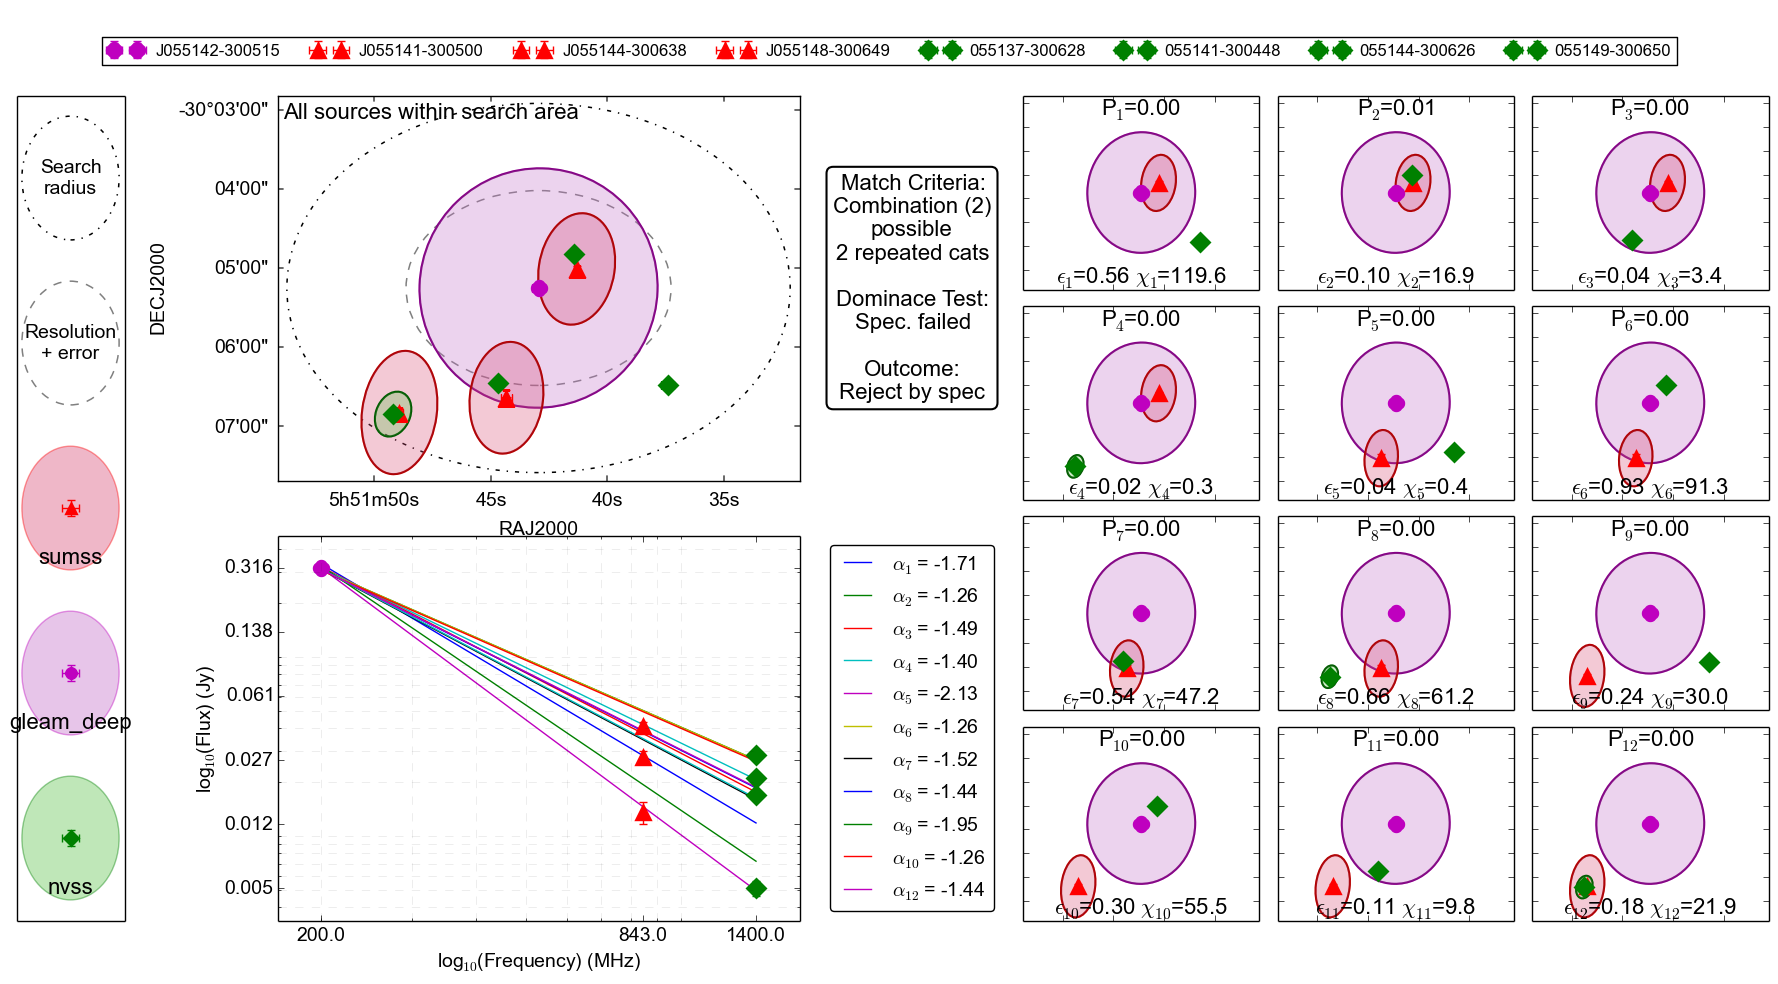 J055142-300515 J055141-300500 J055144-300638 J055148-300649 055137-300628 055141-300448 055144-300626 055149-300650
Search
radius
Resolution
+ error
sumss
gleam_deep
nvss
All sources within search area
-30°03'00"
04'00"
05'00"
06'00"
07'00"
DECJ2000
5h51m50s 45s 40s 35s
RAJ2000
Match Criteria:
Combination (2)
possible
2 repeated cats
Dominace Test:
Spec. failed
Outcome:
Reject by spec
0.316
0.138
0.061
0.027
0.012
0.005
log₁₀(Flux) (Jy)
200.0 843.0 1400.0
log₁₀(Frequency) (MHz)
α₁ = -1.71
α₂ = -1.26
α₃ = -1.49
α₄ = -1.40
α₅ = -2.13
α₆ = -1.26
α₇ = -1.52
α₈ = -1.44
α₉ = -1.95
α₁₀ = -1.26
α₁₂ = -1.44
P₁=0.00
ϵ₁=0.56 χ₁=119.6
P₂=0.01
ϵ₂=0.10 χ₂=16.9
P₃=0.00
ϵ₃=0.04 χ₃=3.4
P₄=0.00
ϵ₄=0.02 χ₄=0.3
P₅=0.00
ϵ₅=0.04 χ₅=0.4
P₆=0.00
ϵ₆=0.93 χ₆=91.3
P₇=0.00
ϵ₇=0.54 χ₇=47.2
P₈=0.00
ϵ₈=0.66 χ₈=61.2
P₉=0.00
ϵ₉=0.24 χ₉=30.0
P₁₀=0.00
ϵ₁₀=0.30 χ₁₀=55.5
P₁₁=0.00
ϵ₁₁=0.11 χ₁₁=9.8
P₁₂=0.00
ϵ₁₂=0.18 χ₁₂=21.9